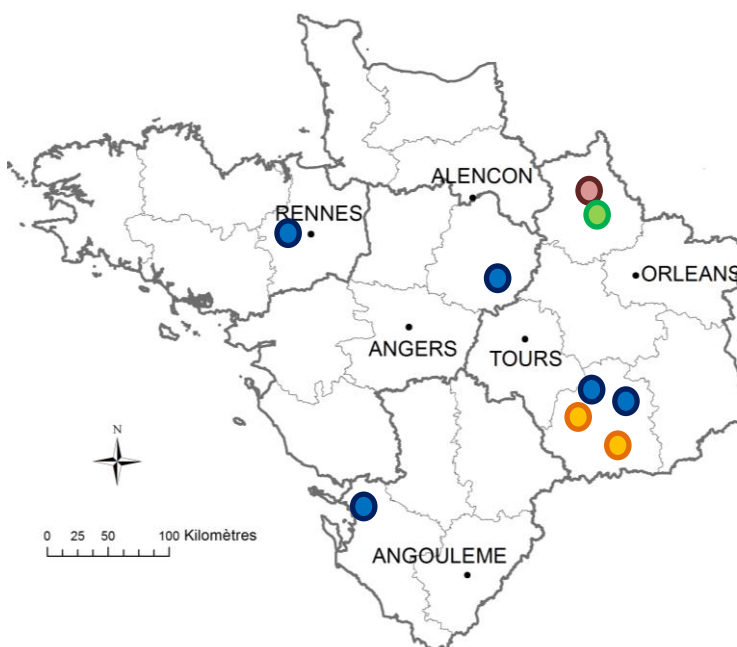 ALENCON
RENNES
ORLEANS
ANGERS
TOURS
N
0 25 50 100 Kilomètres
ANGOULEME